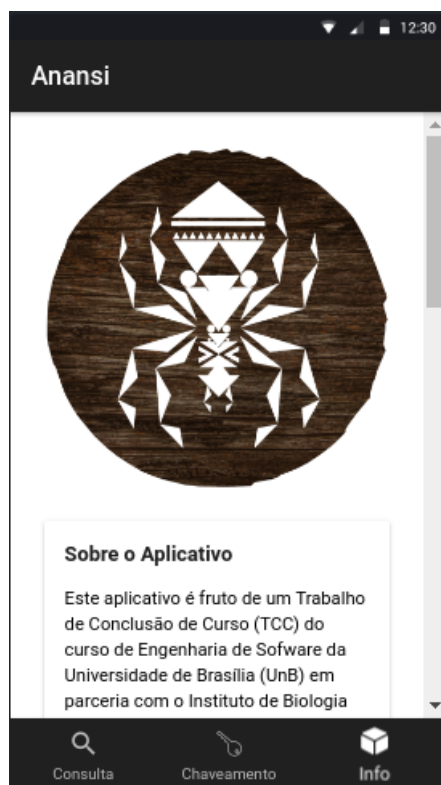 12:30
Anansi
Sobre o Aplicativo
Este aplicativo é fruto de um Trabalho
de Conclusão de Curso (TCC) do
curso de Engenharia de Sofware da
Universidade de Brasília (UnB) em
parceria com o Instituto de Biologia
Consulta
Chaveamento
Info